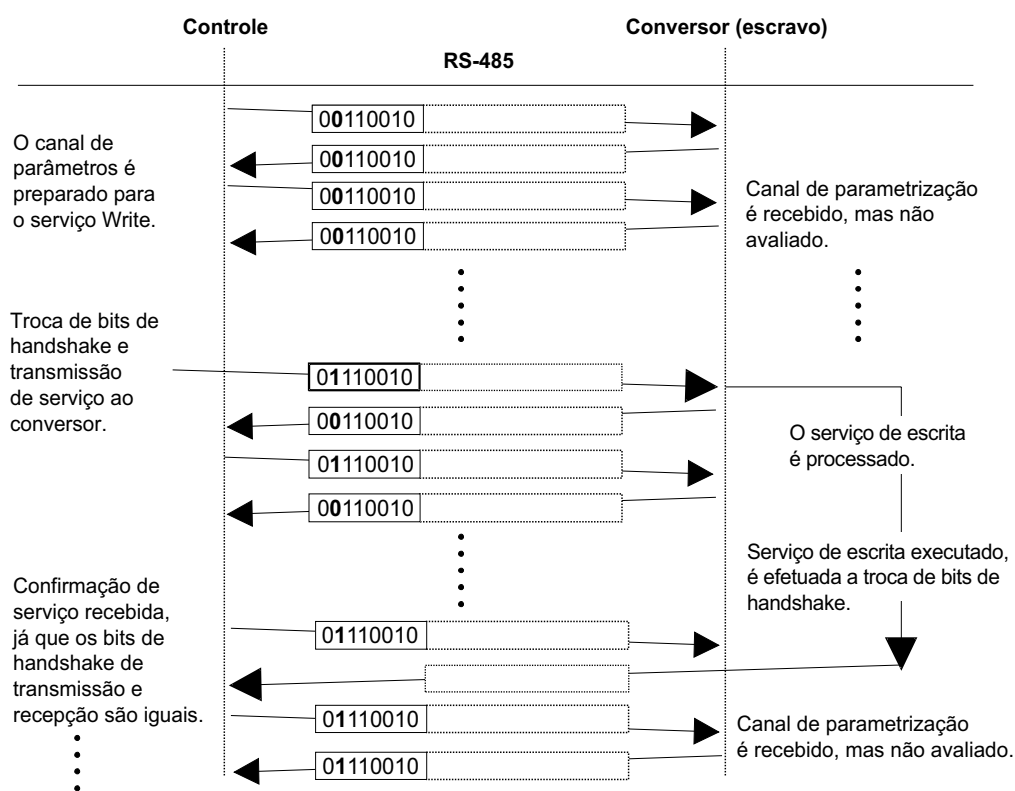 Controle
Conversor (escravo)
RS-485
00110010
O canal de
parâmetros é
preparado para
o serviço Write.
00110010
00110010
00110010
Canal de parametrização
é recebido, mas não
avaliado.
Troca de bits de
handshake e
transmissão
de serviço ao
conversor.
01110010
00110010
01110010
00110010
O serviço de escrita
é processado.
Serviço de escrita executado,
é efetuada a troca de bits de
handshake.
Confirmação de
serviço recebida,
já que os bits de
handshake de
transmissão e
recepção são iguais.
01110010
01110010
01110010
Canal de parametrização
é recebido, mas não avaliado.